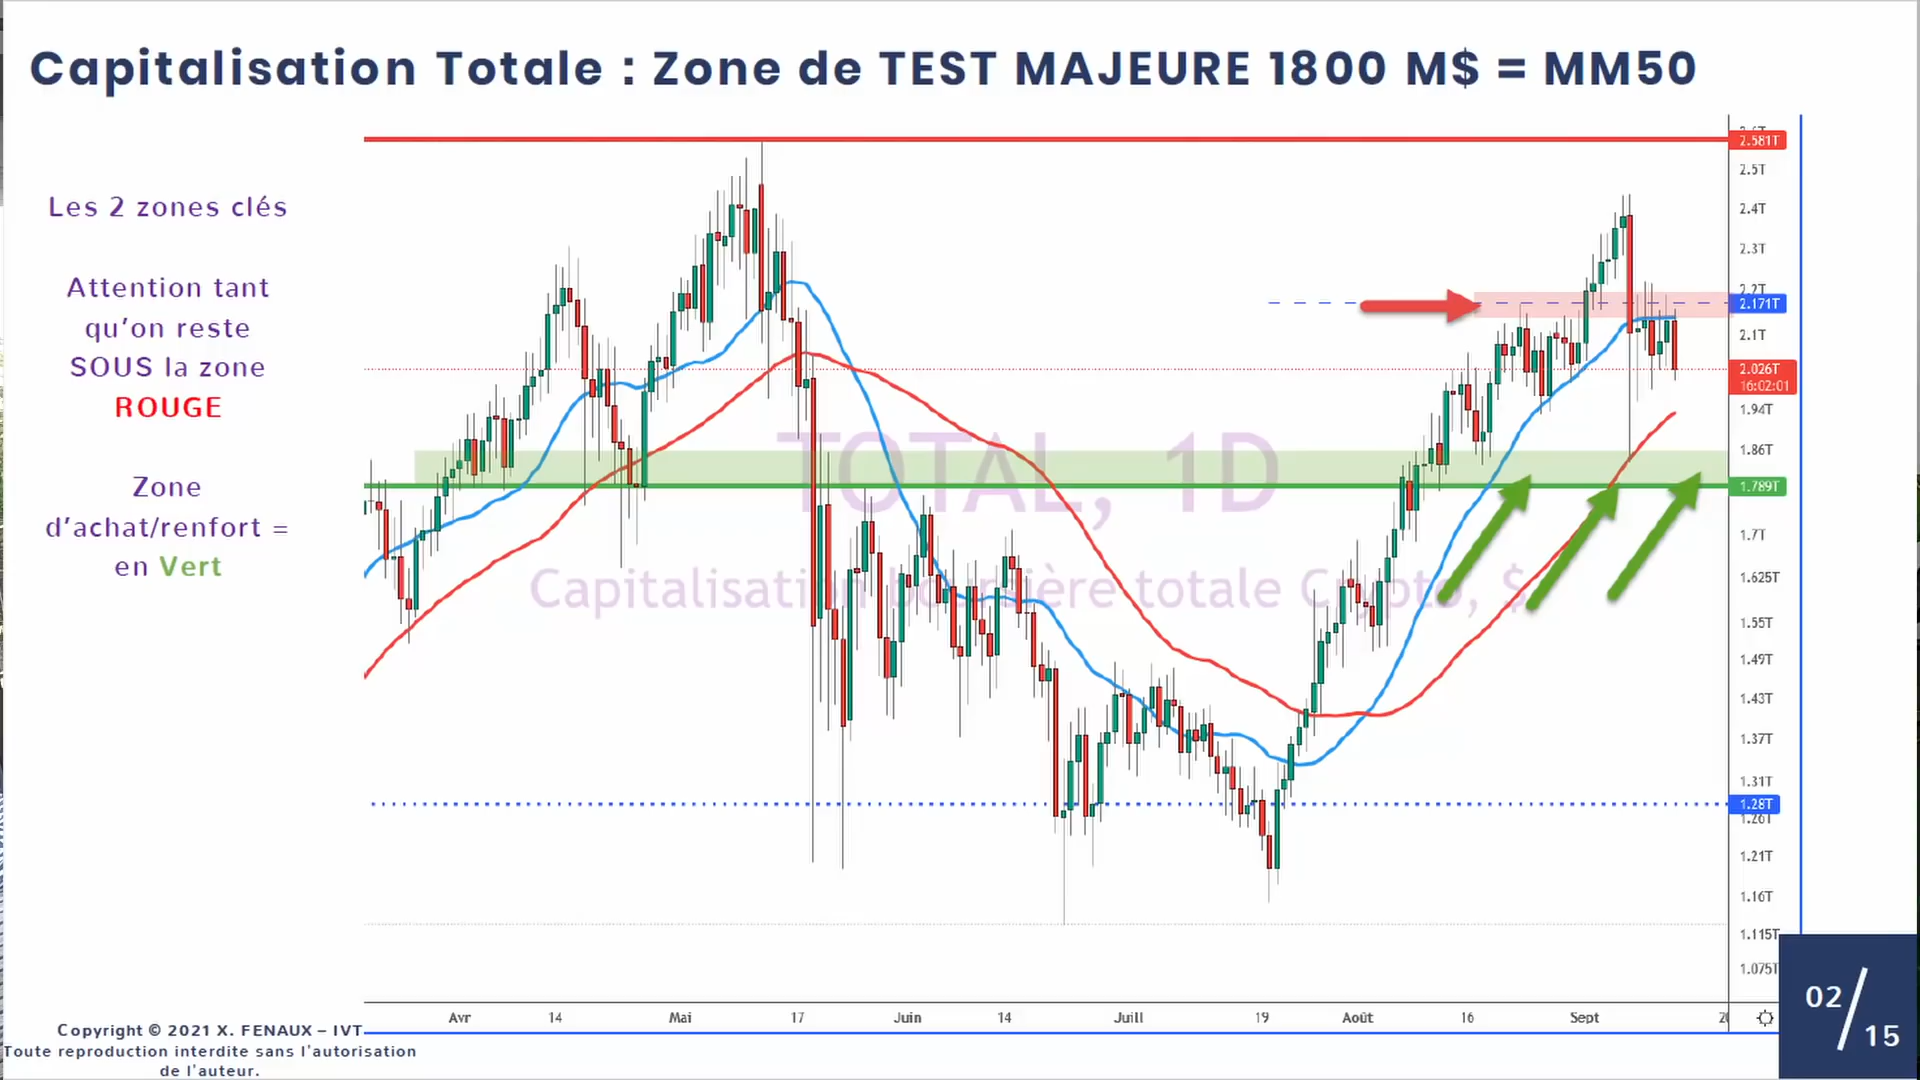 Capitalisation Totale : Zone de TEST MAJEURE 1800 M$ = MM50
Les 2 zones clés
Attention tant
qu'on reste
SOUS la zone
ROUGE
Zone
d'achat/renfort =
en Vert
TOTAL, 1D
Capitalisation boursière totale Crypto, $
2.581T
2.5T
2.4T
2.3T
2.171T
2.1T
2.026T
16:02:01
1.94T
1.86T
1.789T
1.7T
1.625T
1.55T
1.49T
1.43T
1.37T
1.31T
1.28T
1.26T
1.21T
1.16T
1.115T
1.075T
Avr 14 Mai 17 Juin 14 Juill 19 Août 16 Sept
02/15
Copyright © 2021 X. FENAUX – IVT
Toute reproduction interdite sans l'autorisation
de l'auteur.